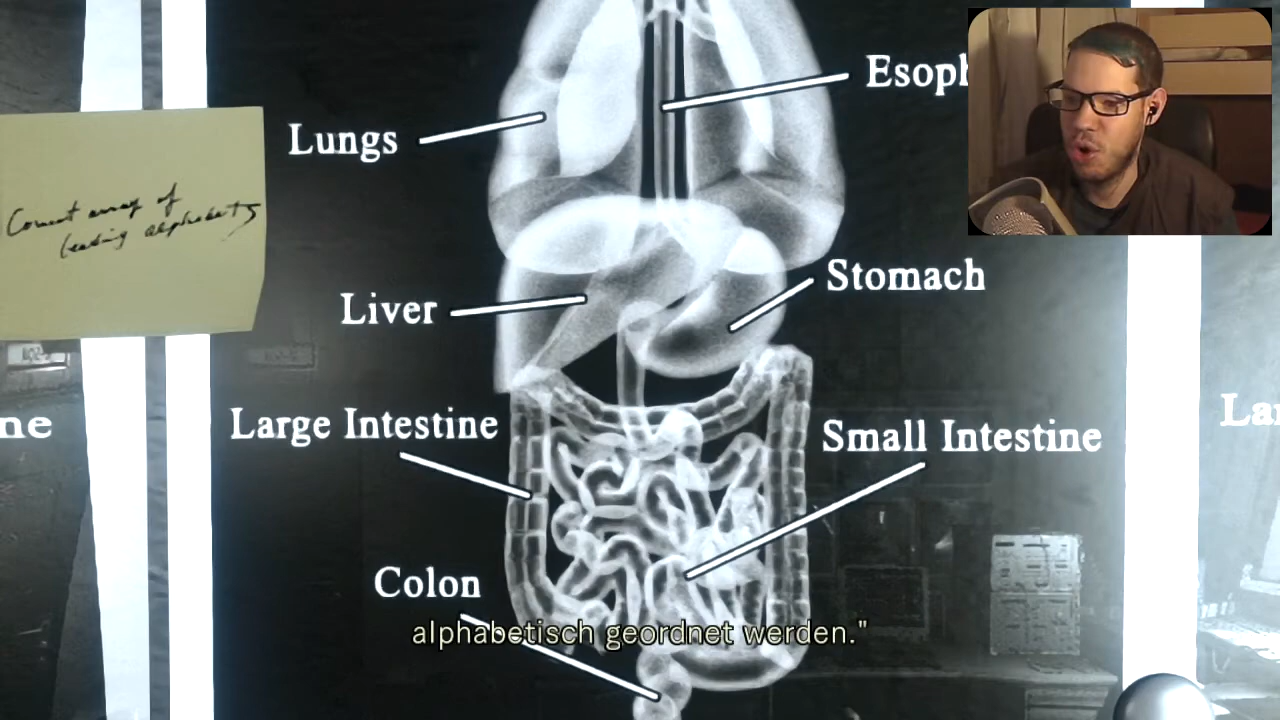 Esoph
Lungs
Correct array of
leading alphabets
Stomach
Liver
ne
Large Intestine
Small Intestine
La
Colon
alphabetisch geordnet werden."